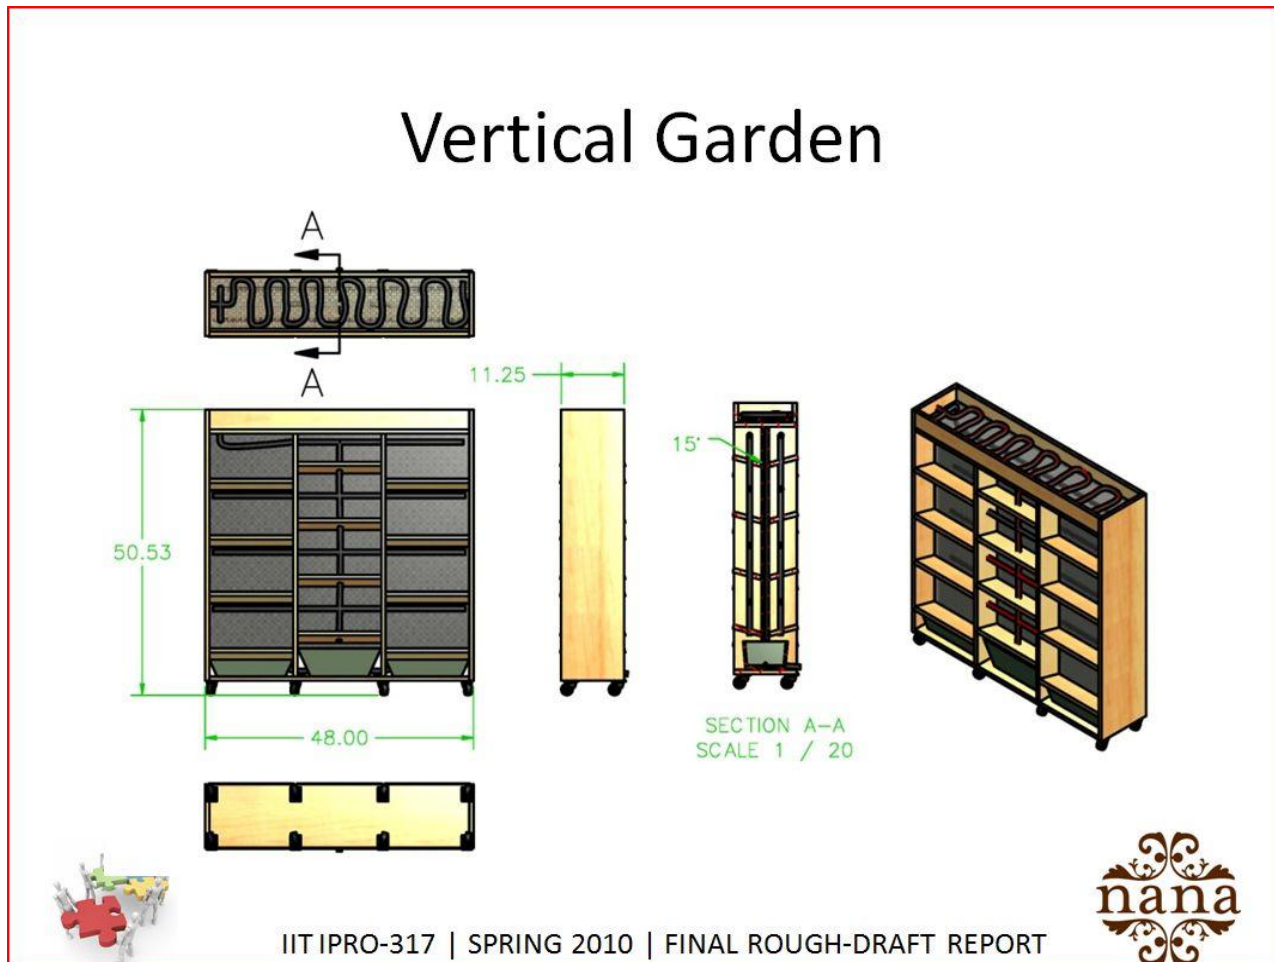 Vertical Garden
A
A
11.25
15'
50.53
48.00
SECTION A-A
SCALE 1 / 20
nana
IIT IPRO-317 | SPRING 2010 | FINAL ROUGH-DRAFT REPORT